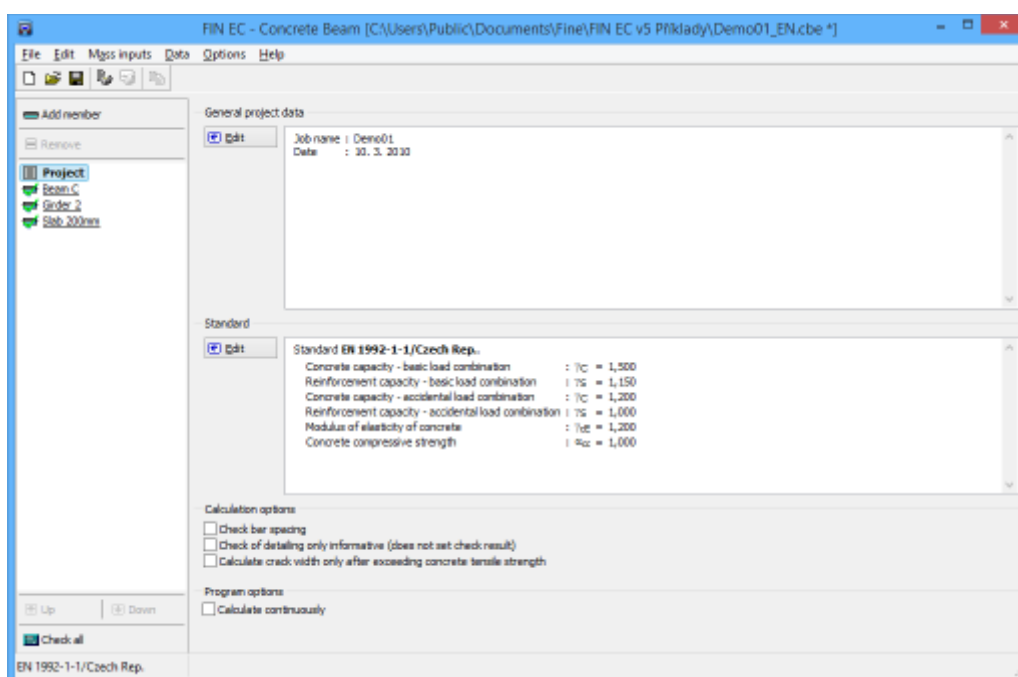 FIN EC - Concrete Beam [C:\Users\Public\Documents\Fine\FIN EC v5 Příklady\Demo01_EN.cbe *]
File Edit Mass inputs Data Options Help
Add member
Remove
Project
Beam C
Girder 2
Slab 200mm
General project data
Edit
Job name : Demo01
Date : 10. 3. 2010
Standard
Edit
Standard EN 1992-1-1/Czech Rep..
Concrete capacity - basic load combination : γC = 1,500
Reinforcement capacity - basic load combination : γS = 1,150
Concrete capacity - accidental load combination : γC = 1,200
Reinforcement capacity - accidental load combination : γS = 1,000
Modulus of elasticity of concrete : γcE = 1,200
Concrete compressive strength : αcc = 1,000
Calculation options
Check bar spacing
Check of detailing only informative (does not set check result)
Calculate crack width only after exceeding concrete tensile strength
Program options
Calculate continuously
Up Down
Check all
EN 1992-1-1/Czech Rep.